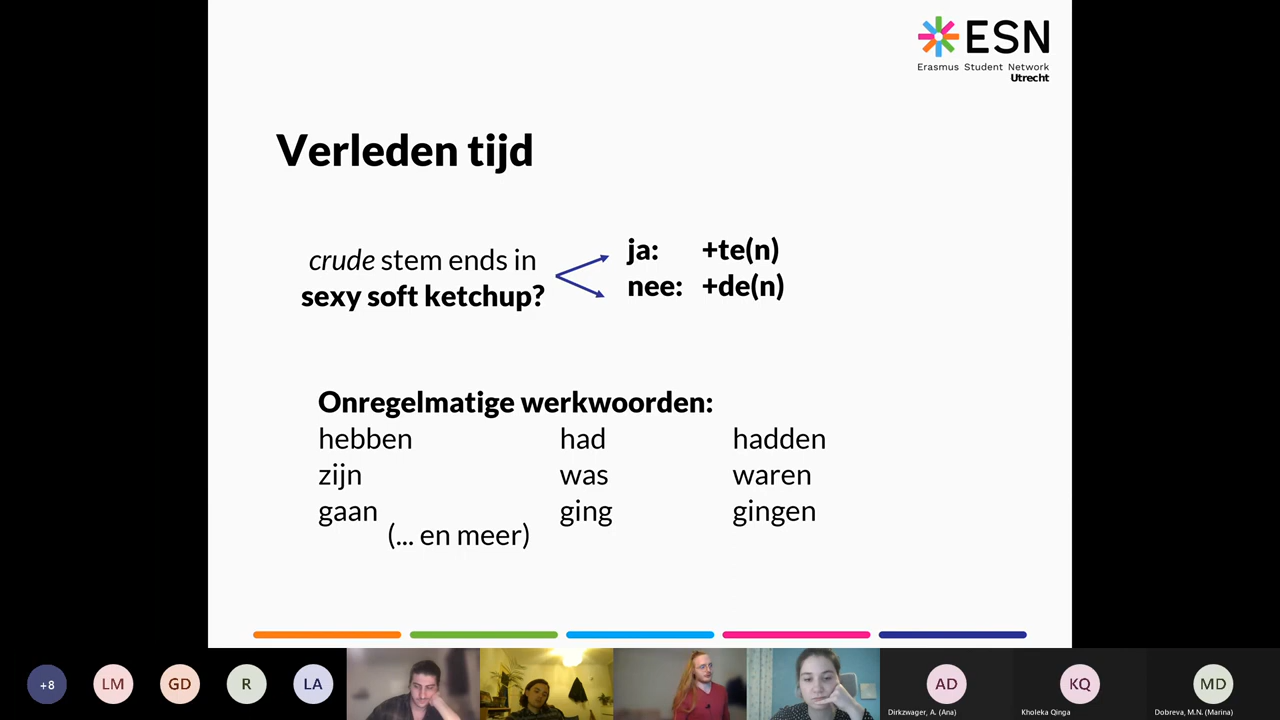 ESN
Erasmus Student Network
Utrecht
Verleden tijd
crude stem ends in
sexy soft ketchup?
ja: +te(n)
nee: +de(n)
Onregelmatige werkwoorden:
hebben had hadden
zijn was waren
gaan ging gingen
(... en meer)
+8 LM GD R LA AD KQ MD
Dirkzwager, A. (Ana) Kholeka Qinga Dobreva, M.N. (Marina)